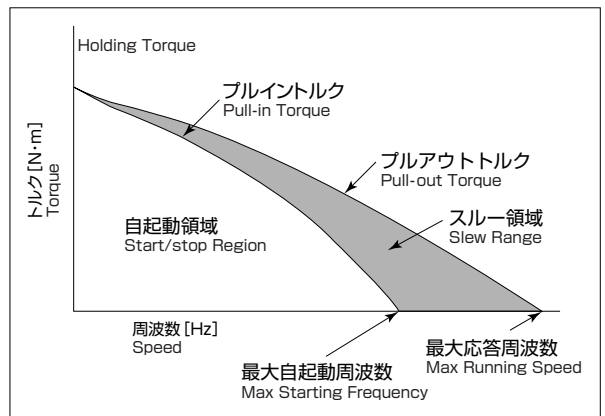 Holding Torque
プルイントルク
Pull-in Torque
プルアウトトルク
Pull-out Torque
トルク[N・m]
Torque
スルー領域
Slew Range
自起動領域
Start/stop Region
周波数[Hz]
Speed
最大自起動周波数
Max Starting Frequency
最大応答周波数
Max Running Speed